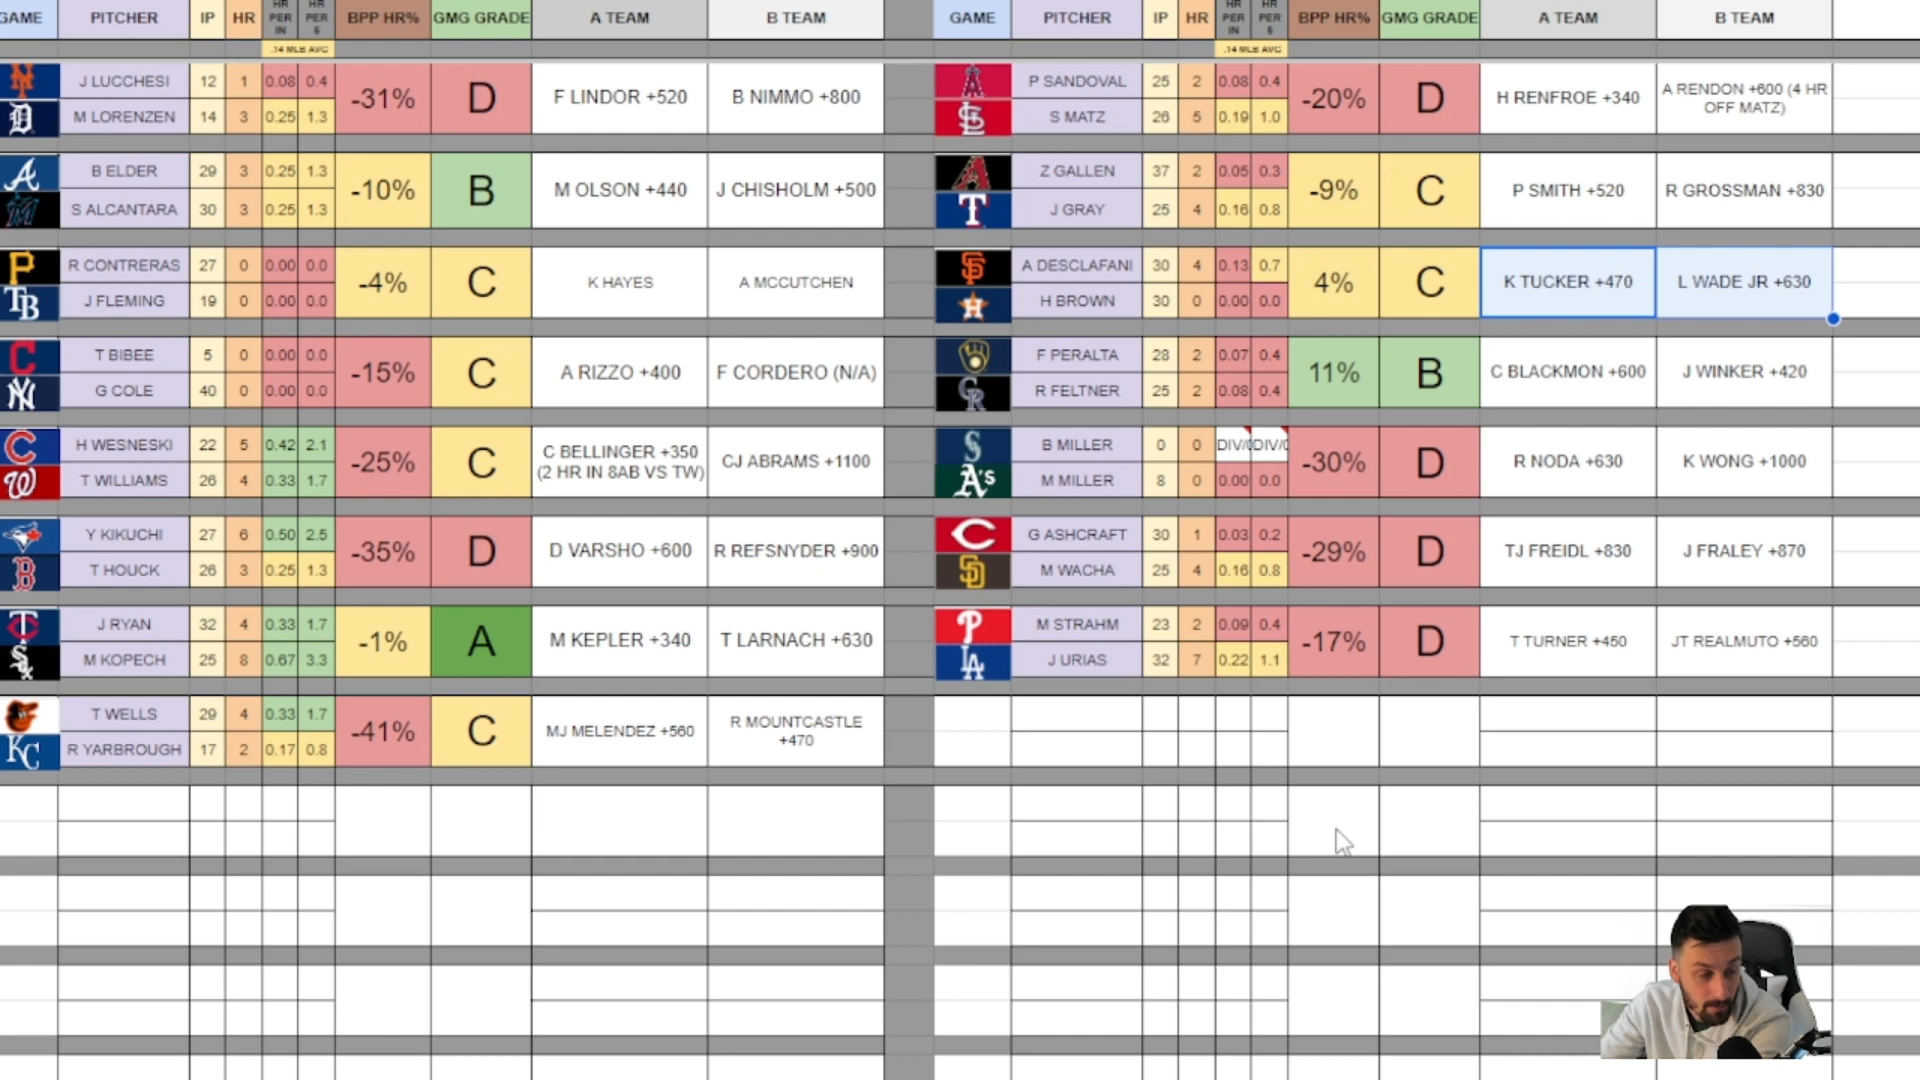 GAME PITCHER IP HR HR PER IN HR PER 6 BPP HR% GMG GRADE A TEAM B TEAM GAME PITCHER IP HR HR PER IN HR PER 6 BPP HR% GMG GRADE A TEAM B TEAM
.14 MLB AVG .14 MLB AVG
J LUCCHESI 12 1 0.08 0.4 -31% D F LINDOR +520 B NIMMO +800
M LORENZEN 14 3 0.25 1.3
P SANDOVAL 25 2 0.08 0.4 -20% D H RENFROE +340 A RENDON +600 (4 HR OFF MATZ)
S MATZ 26 5 0.19 1.0
B ELDER 29 3 0.25 1.3 -10% B M OLSON +440 J CHISHOLM +500
S ALCANTARA 30 3 0.25 1.3
Z GALLEN 37 2 0.05 0.3 -9% C P SMITH +520 R GROSSMAN +830
J GRAY 25 4 0.16 0.8
R CONTRERAS 27 0 0.00 0.0 -4% C K HAYES A MCCUTCHEN
J FLEMING 19 0 0.00 0.0
A DESCLAFANI 30 4 0.13 0.7 4% C K TUCKER +470 L WADE JR +630
H BROWN 30 0 0.00 0.0
T BIBEE 5 0 0.00 0.0 -15% C A RIZZO +400 F CORDERO (N/A)
G COLE 40 0 0.00 0.0
F PERALTA 28 2 0.07 0.4 11% B C BLACKMON +600 J WINKER +420
R FELTNER 25 2 0.08 0.4
H WESNESKI 22 5 0.42 2.1 -25% C C BELLINGER +350 (2 HR IN 8AB VS TW) CJ ABRAMS +1100
T WILLIAMS 26 4 0.33 1.7
B MILLER 0 0 DIV/0 DIV/0 -30% D R NODA +630 K WONG +1000
M MILLER 8 0 0.00 0.0
Y KIKUCHI 27 6 0.50 2.5 -35% D D VARSHO +600 R REFSNYDER +900
T HOUCK 26 3 0.25 1.3
G ASHCRAFT 30 1 0.03 0.2 -29% D TJ FREIDL +830 J FRALEY +870
M WACHA 25 4 0.16 0.8
J RYAN 32 4 0.33 1.7 -1% A M KEPLER +340 T LARNACH +630
M KOPECH 25 8 0.67 3.3
M STRAHM 23 2 0.09 0.4 -17% D T TURNER +450 JT REALMUTO +560
J URIAS 32 7 0.22 1.1
T WELLS 29 4 0.33 1.7 -41% C MJ MELENDEZ +560 R MOUNTCASTLE +470
R YARBROUGH 17 2 0.17 0.8